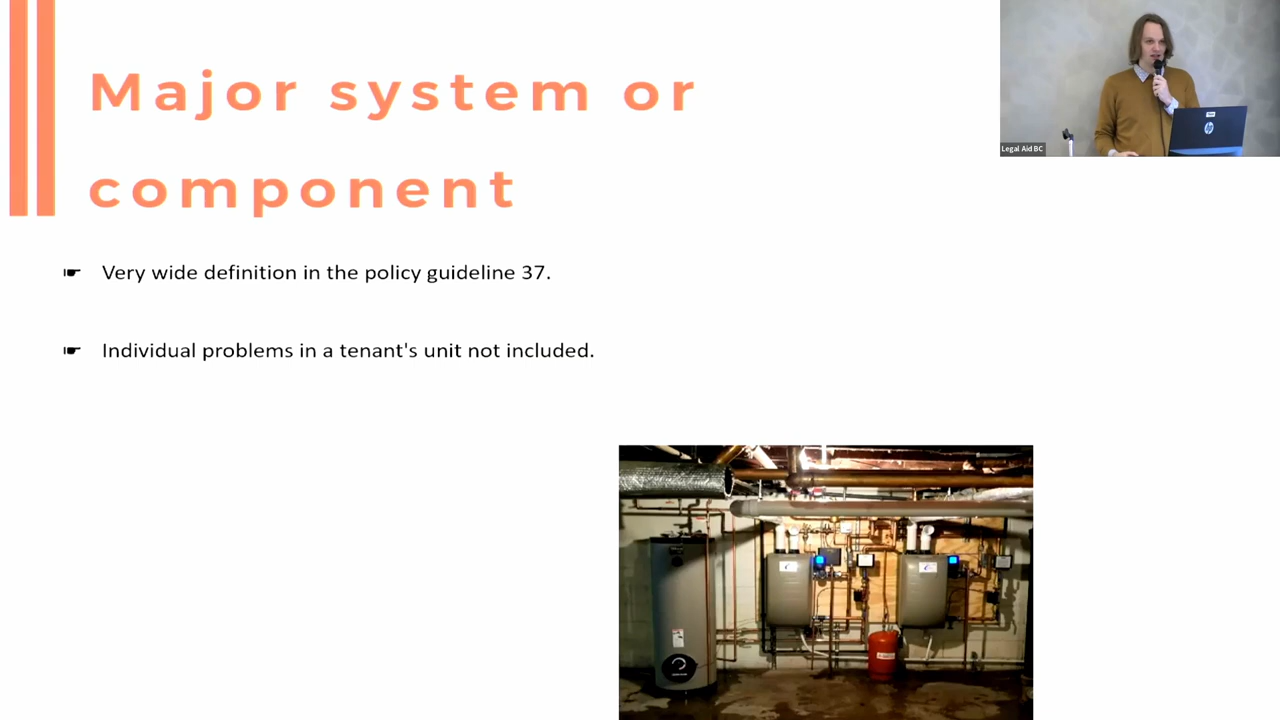 Major system or
component
☛ Very wide definition in the policy guideline 37.
☛ Individual problems in a tenant's unit not included.
Legal Aid BC
hp